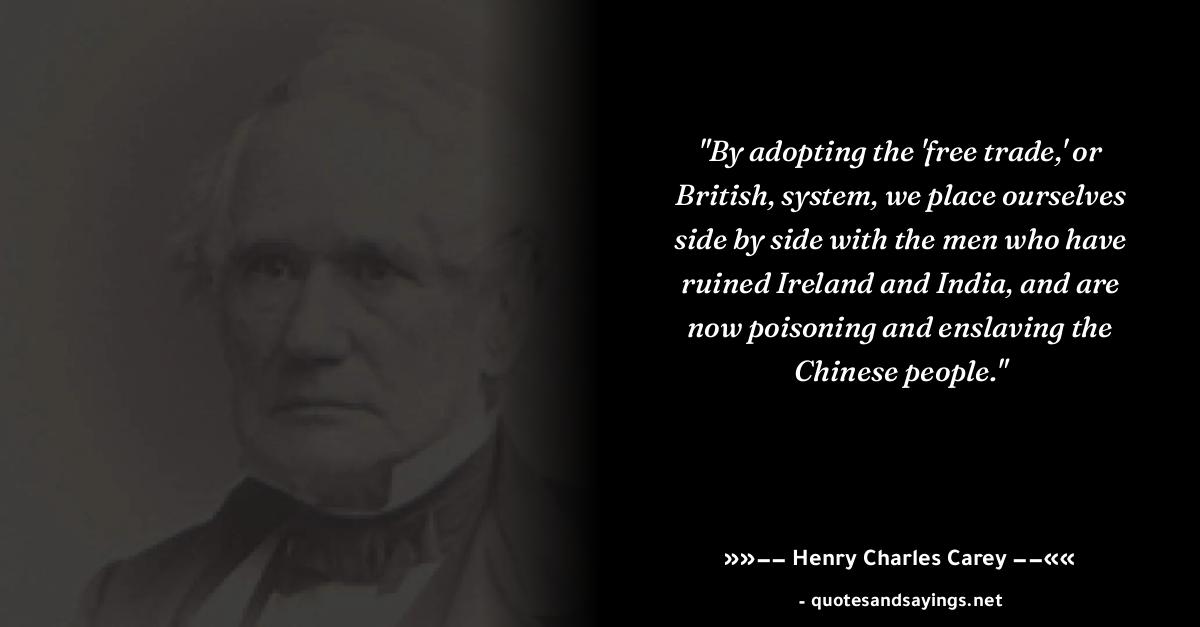 "By adopting the 'free trade,' or
British, system, we place ourselves
side by side with the men who have
ruined Ireland and India, and are
now poisoning and enslaving the
Chinese people."
»»−− Henry Charles Carey −−««
- quotesandsayings.net